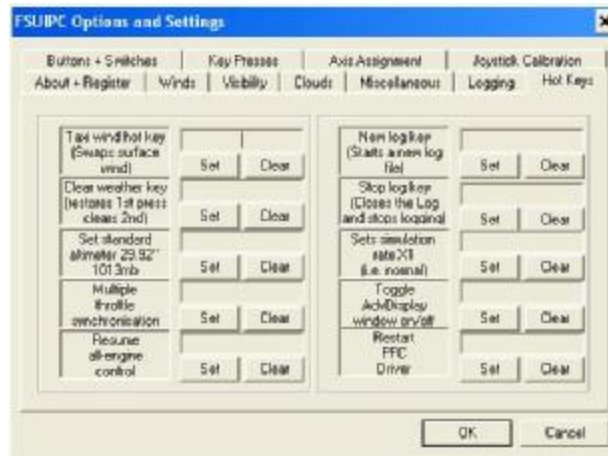 FSUIPC Options and Settings
Buttons + Switches
Key Presses
Axis Assignment
Joystick Calibration
About + Register
Winds
Visibility
Clouds
Miscellaneous
Logging
Hot Keys
Taxi wind hot key
(Swaps surface
wind)
Set
Clear
Clear weather key
(restores 1st press
clears 2nd)
Set
Clear
Set standard
altimeter 29.92"
1013mb
Set
Clear
Multiple
throttle
synchronisation
Set
Clear
Resume
all-engine
control
Set
Clear
New log key
(Starts a new log
file)
Set
Clear
Stop log key
(Closes the Log
and stops logging)
Set
Clear
Sets simulation
rate X1
(i.e. normal)
Set
Clear
Toggle
AdvDisplay
window on/off
Set
Clear
Restart
PFC
Driver
Set
Clear
OK
Cancel